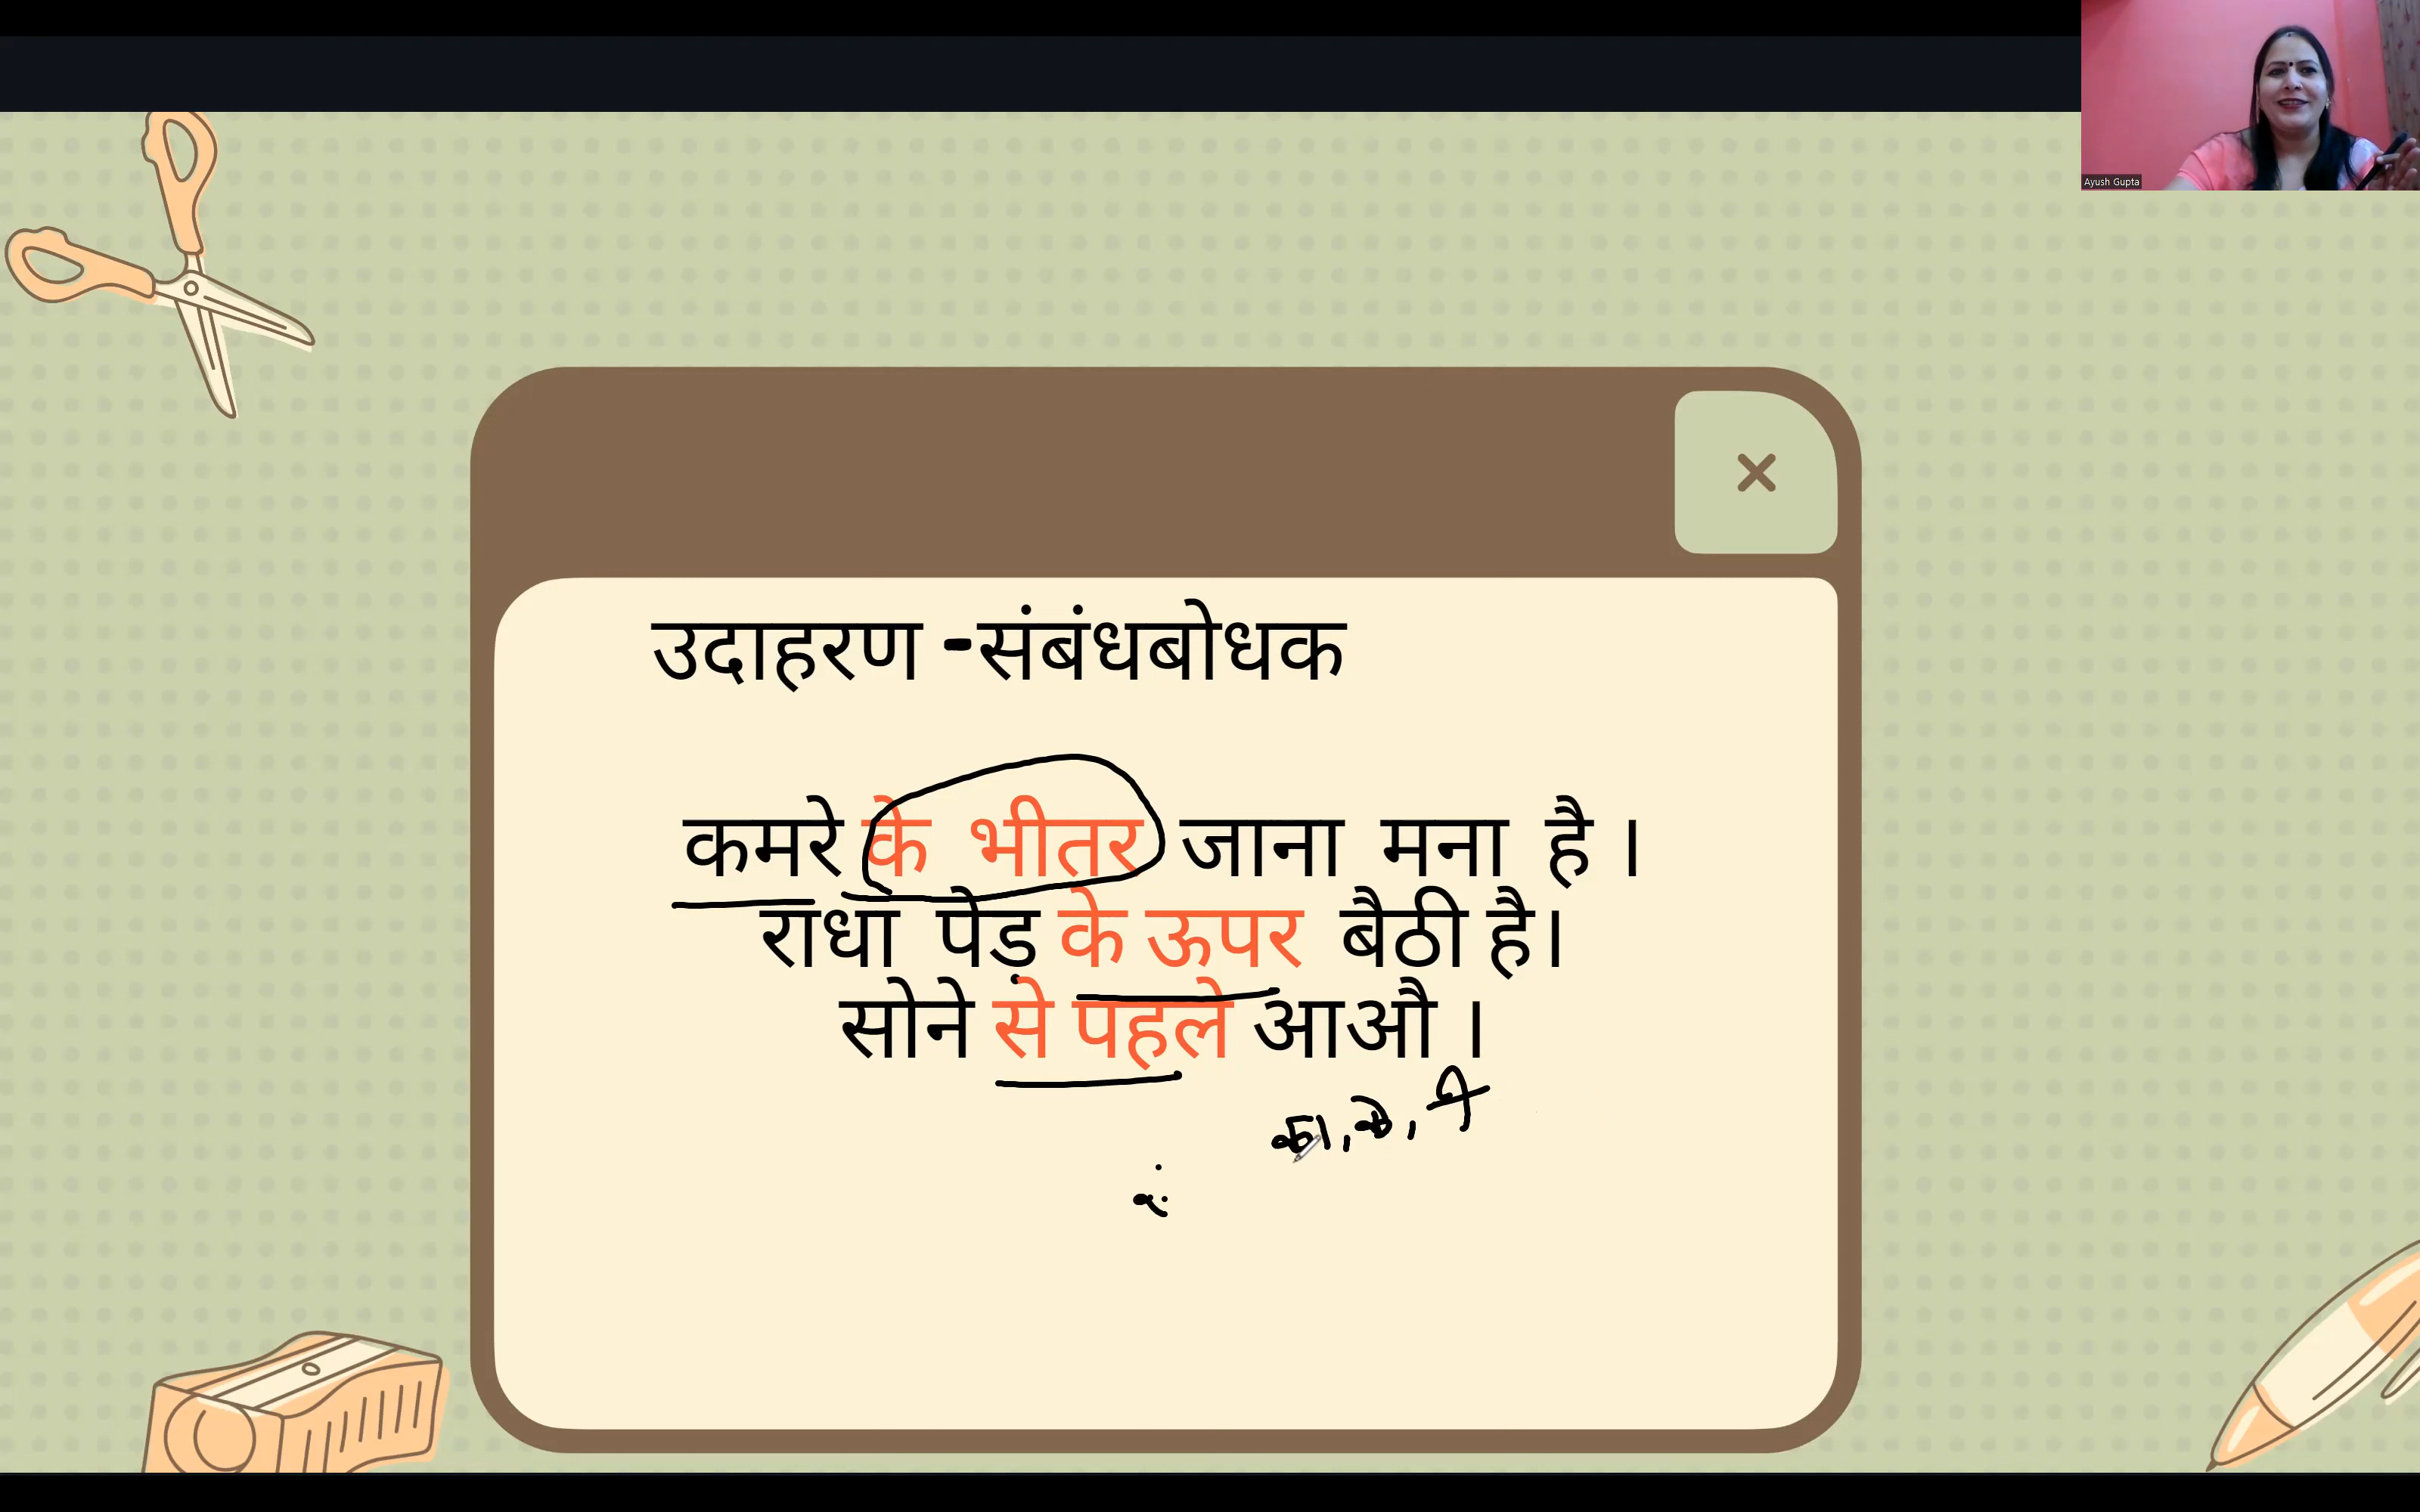 Ayush Gupta
उदाहरण -संबंधबोधक
कमरे के भीतर जाना मना है ।
राधा पेड़ के ऊपर बैठी है।
सोने से पहले आऔ ।
का, के,